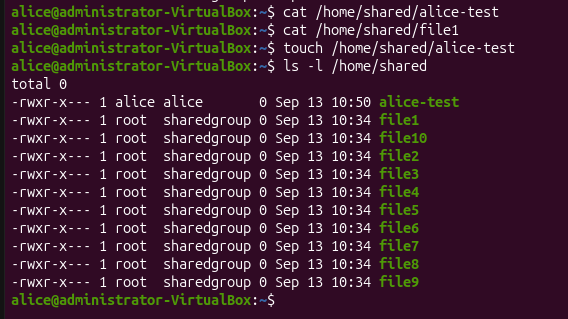 alice@administrator-VirtualBox:~$ cat /home/shared/alice-test
alice@administrator-VirtualBox:~$ cat /home/shared/file1
alice@administrator-VirtualBox:~$ touch /home/shared/alice-test
alice@administrator-VirtualBox:~$ ls -l /home/shared
total 0
-rwxr-x--- 1 alice alice       0 Sep 13 10:50 alice-test
-rwxr-x--- 1 root  sharedgroup 0 Sep 13 10:34 file1
-rwxr-x--- 1 root  sharedgroup 0 Sep 13 10:34 file10
-rwxr-x--- 1 root  sharedgroup 0 Sep 13 10:34 file2
-rwxr-x--- 1 root  sharedgroup 0 Sep 13 10:34 file3
-rwxr-x--- 1 root  sharedgroup 0 Sep 13 10:34 file4
-rwxr-x--- 1 root  sharedgroup 0 Sep 13 10:34 file5
-rwxr-x--- 1 root  sharedgroup 0 Sep 13 10:34 file6
-rwxr-x--- 1 root  sharedgroup 0 Sep 13 10:34 file7
-rwxr-x--- 1 root  sharedgroup 0 Sep 13 10:34 file8
-rwxr-x--- 1 root  sharedgroup 0 Sep 13 10:34 file9
alice@administrator-VirtualBox:~$